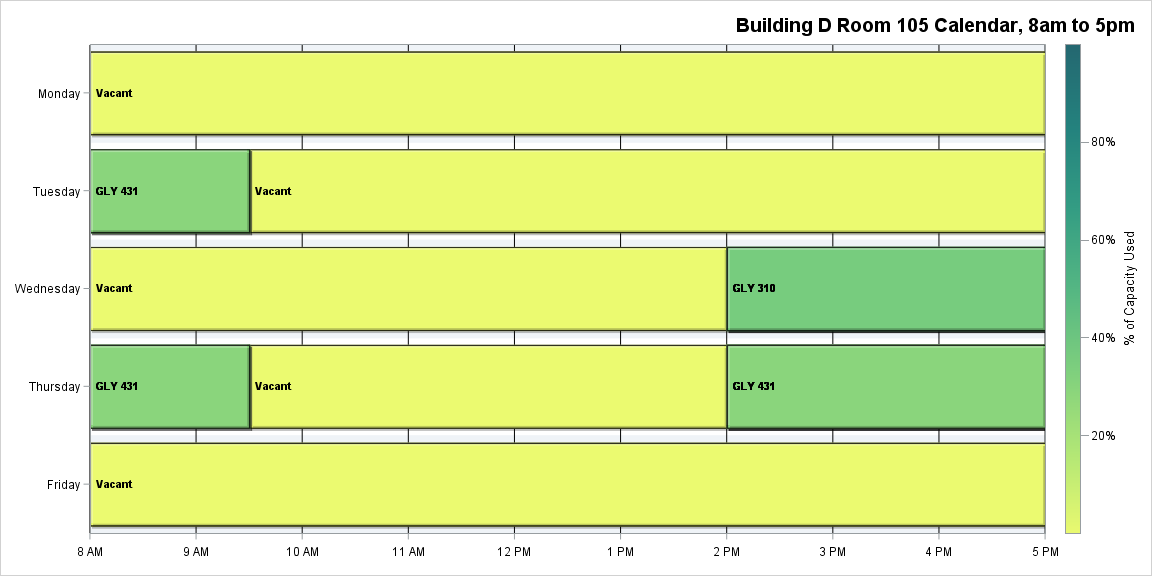 Building D Room 105 Calendar, 8am to 5pm
Monday
Vacant
Tuesday
GLY 431
Vacant
Wednesday
Vacant
GLY 310
Thursday
GLY 431
Vacant
GLY 431
Friday
Vacant
8 AM
9 AM
10 AM
11 AM
12 PM
1 PM
2 PM
3 PM
4 PM
5 PM
80%
60%
40%
20%
% of Capacity Used